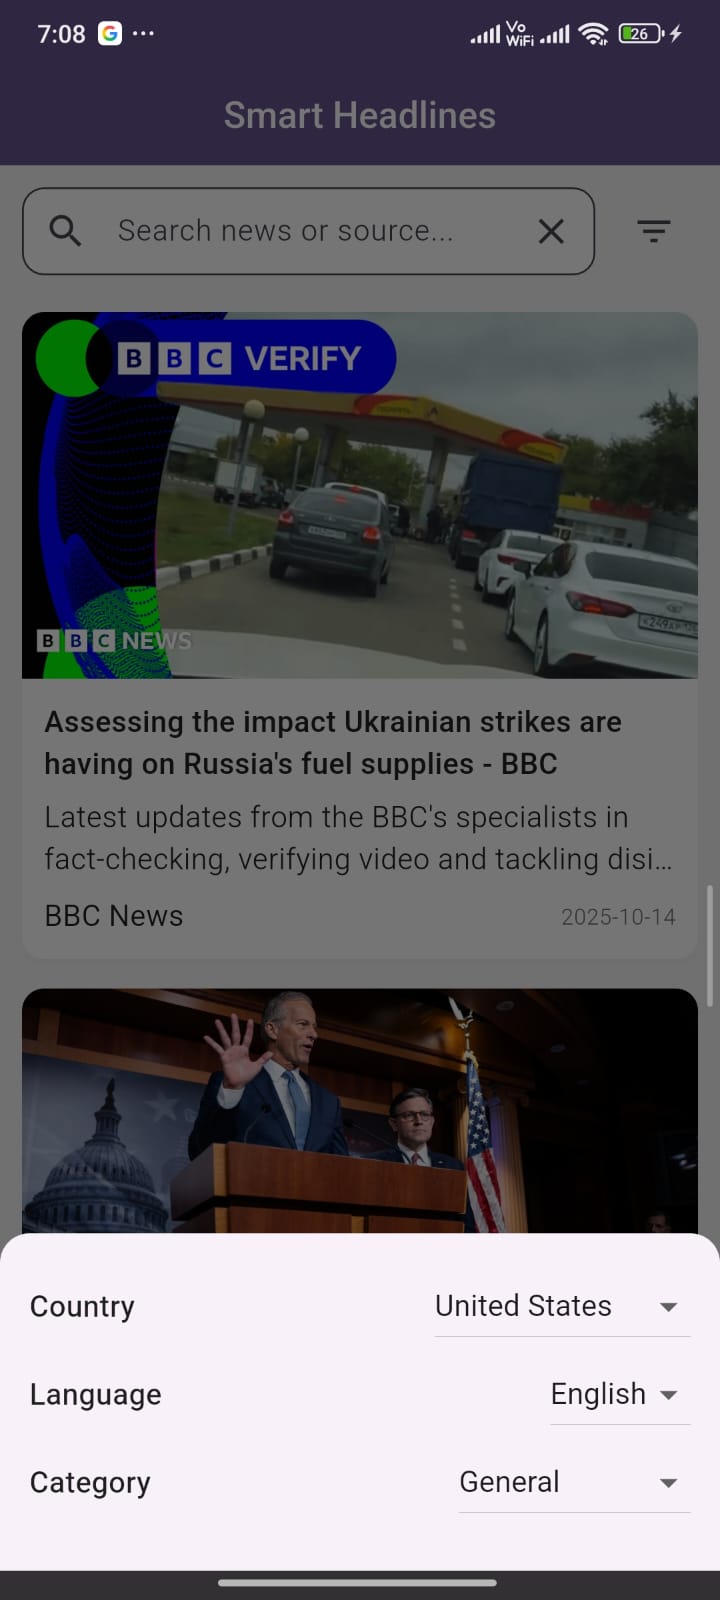 7:08
Vo
WiFi
26
Smart Headlines
Search news or source...
BBC VERIFY
BBC NEWS
Assessing the impact Ukrainian strikes are
having on Russia's fuel supplies - BBC
Latest updates from the BBC's specialists in
fact-checking, verifying video and tackling disi...
BBC News
2025-10-14
Country
United States
Language
English
Category
General